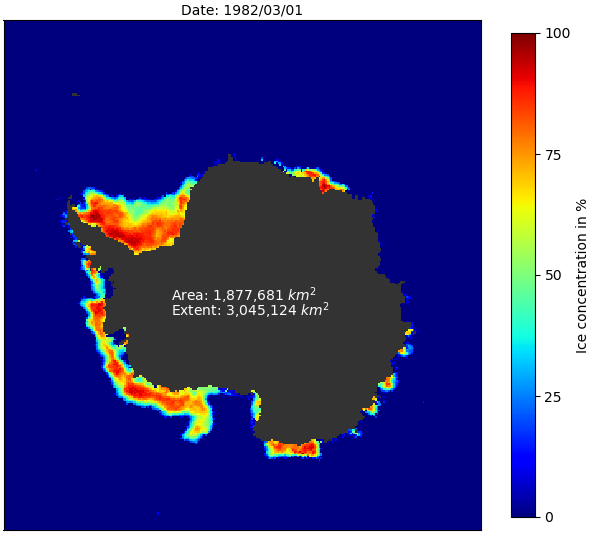 Date: 1982/03/01
Area: 1,877,681 km²
Extent: 3,045,124 km²
100
75
50
25
0
Ice concentration in %